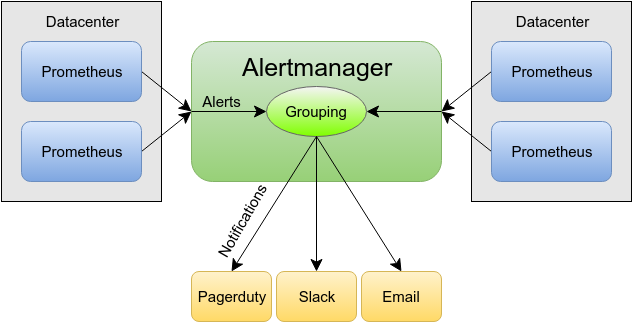 Datacenter
Prometheus
Prometheus
Alertmanager
Alerts
Grouping
Datacenter
Prometheus
Prometheus
Notifications
Pagerduty
Slack
Email